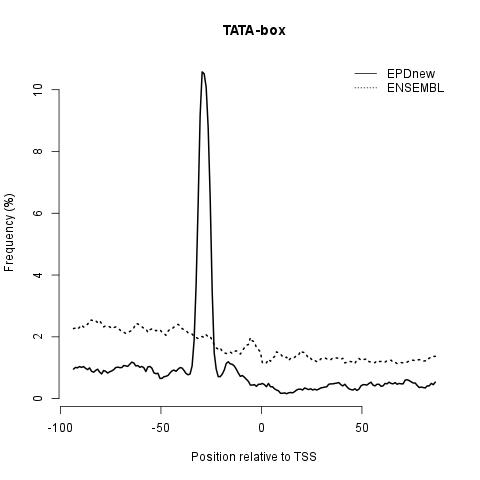 TATA-box
EPDnew
ENSEMBL
Frequency (%)
10
8
6
4
2
0
-100 -50 0 50
Position relative to TSS